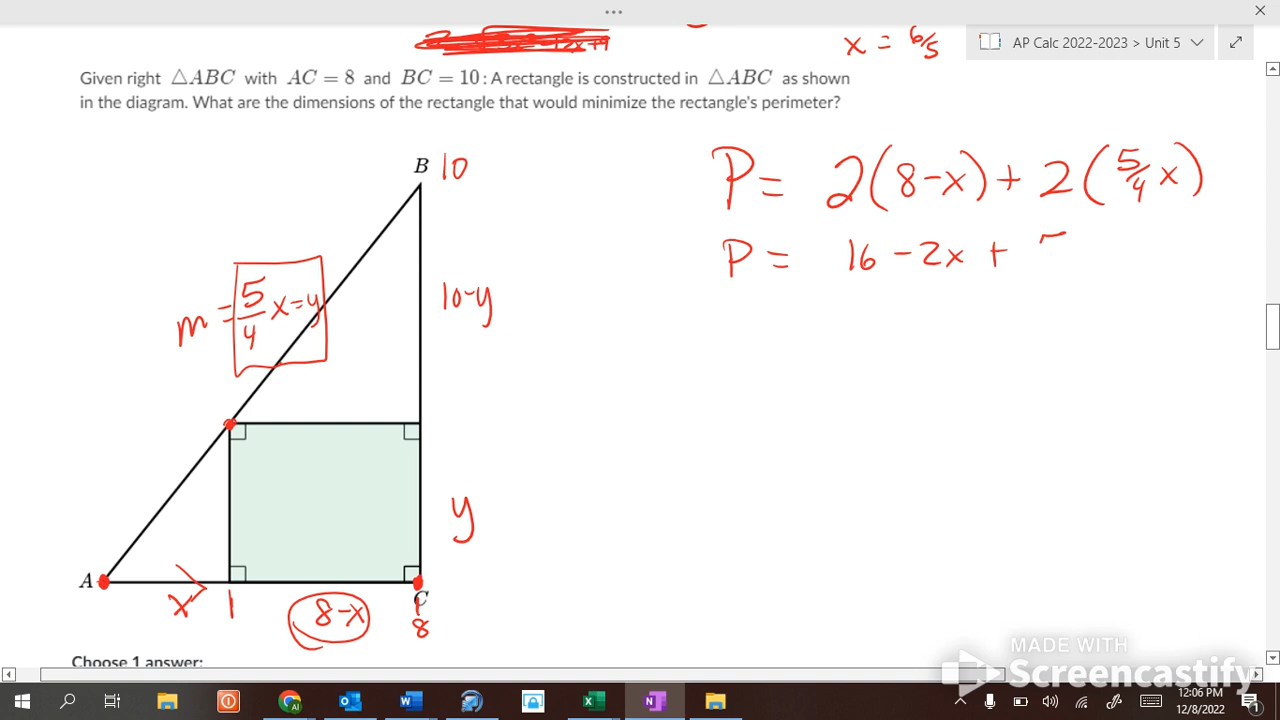 x = 6/5
AP Calc 2022-2023 - Unit 5
Given right △ABC with AC = 8 and BC = 10: A rectangle is constructed in △ABC as shown
in the diagram. What are the dimensions of the rectangle that would minimize the rectangle's perimeter?
B 10
P = 2(8-x) + 2(5/4 x)
P = 16 - 2x +
m = 5/4 x = y
10-y
y
A
x
1
8-x
C
8
Choose 1 answer:
MADE WITH
Screencastify
12:06 PM
12/8/2022